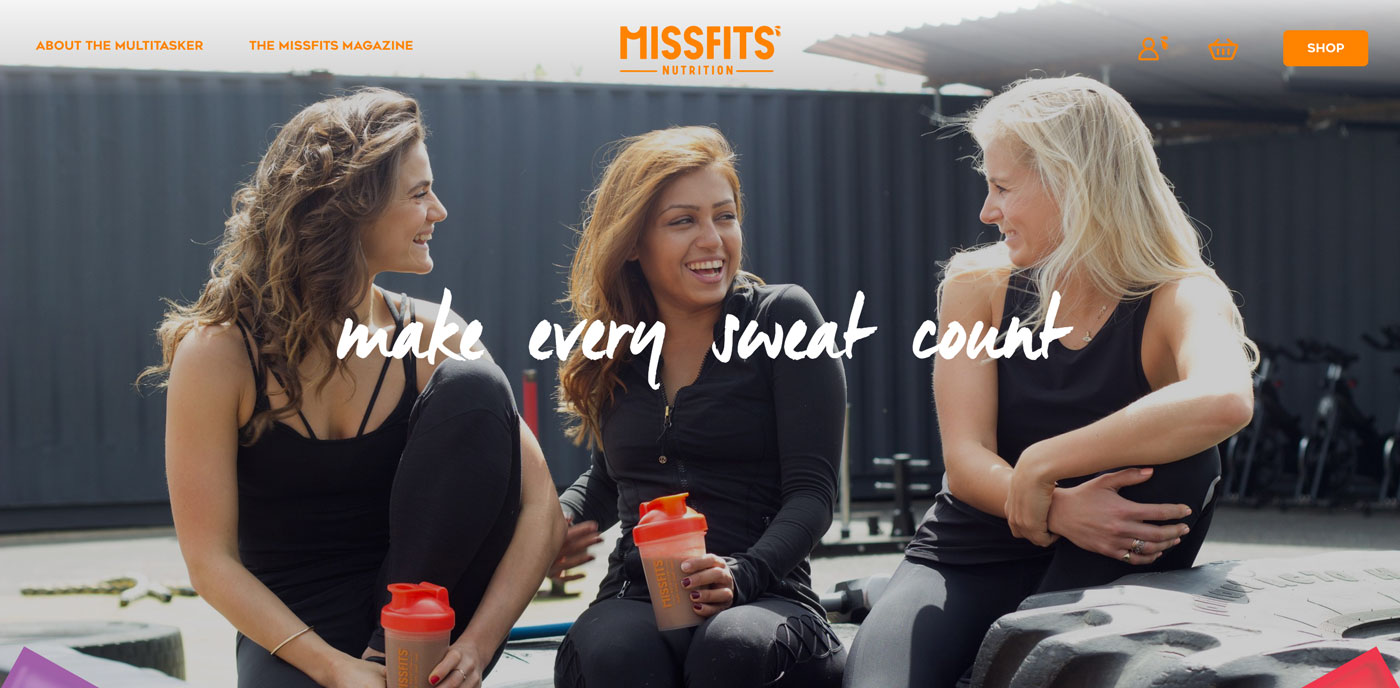 ABOUT THE MULTITASKER
THE MISSFITS MAGAZINE
MISSFITS
NUTRITION
SHOP
make every sweat count
MISSFITS
MISSFITS